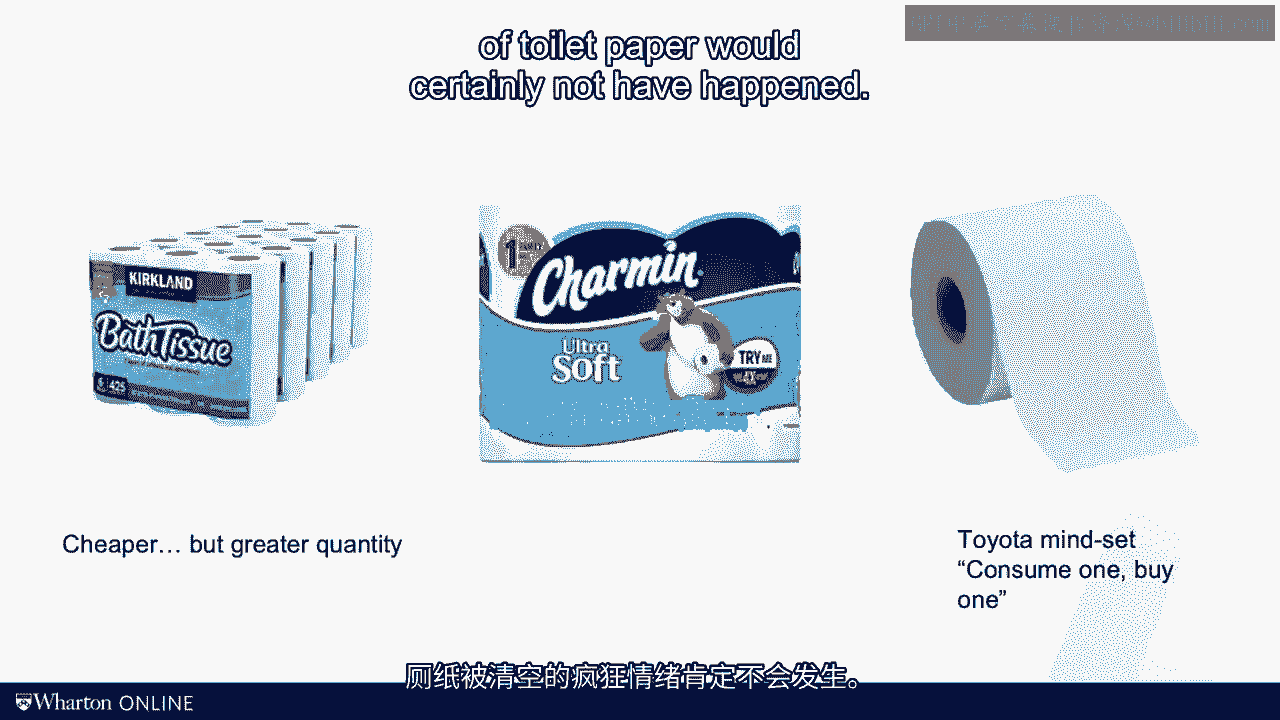 of toilet paper would
certainly not have happened.
KIRKLAND
Bath Tissue
425
Charmin
Ultra
Soft
TRY
Cheaper… but greater quantity
Toyota mind-set
“Consume one, buy
one”
厕纸被清空的疯狂情绪肯定不会发生。
Wharton ONLINE